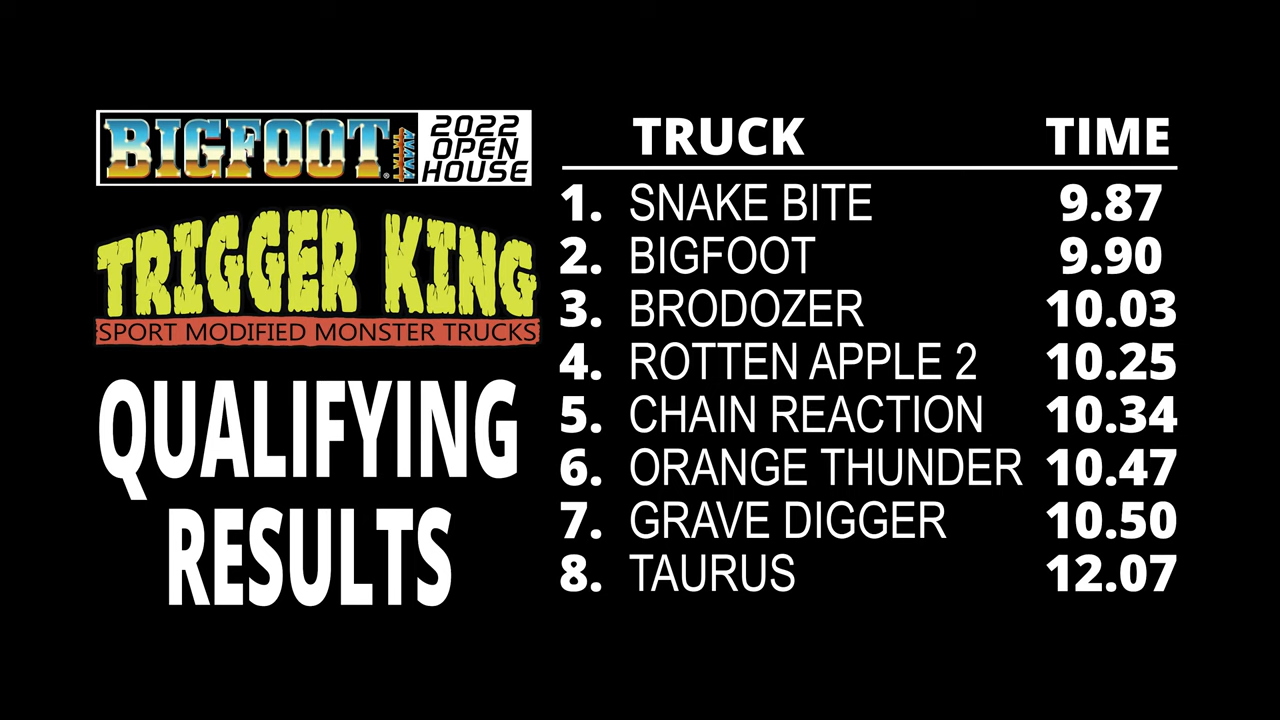 BIGFOOT® 4X4X4
2022
OPEN
HOUSE
TRIGGER KING
SPORT MODIFIED MONSTER TRUCKS
QUALIFYING
RESULTS
TRUCK TIME
1. SNAKE BITE 9.87
2. BIGFOOT 9.90
3. BRODOZER 10.03
4. ROTTEN APPLE 2 10.25
5. CHAIN REACTION 10.34
6. ORANGE THUNDER 10.47
7. GRAVE DIGGER 10.50
8. TAURUS 12.07